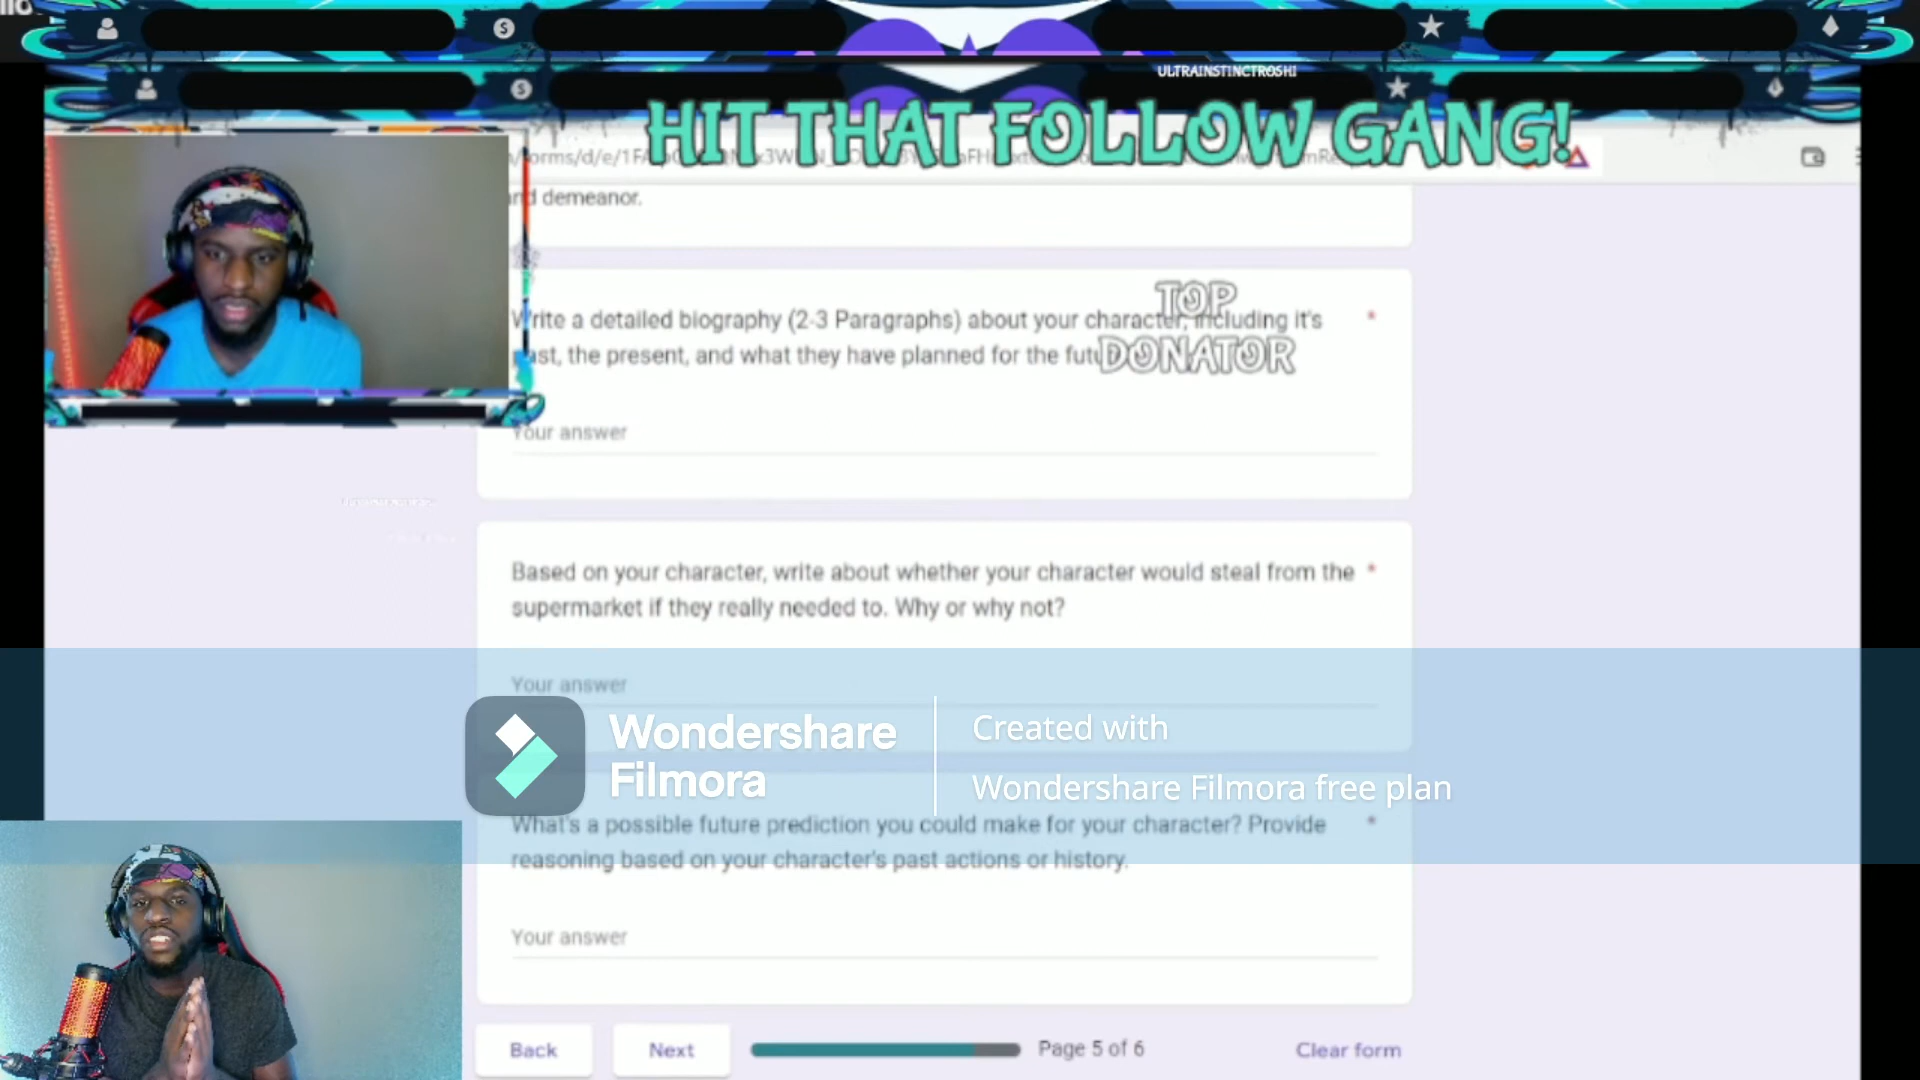 ULTRAINSTINCTROSHI
HIT THAT FOLLOW GANG!
nd demeanor.
TOP
DONATOR
Write a detailed biography (2-3 Paragraphs) about your character, including it's *
past, the present, and what they have planned for the
Your answer
Based on your character, write about whether your character would steal from the *
supermarket if they really needed to. Why or why not?
Your answer
Wondershare
Filmora
Created with
Wondershare Filmora free plan
What's a possible future prediction you could make for your character? Provide *
reasoning based on your character's past actions or history.
Your answer
Back
Next
Page 5 of 6
Clear form